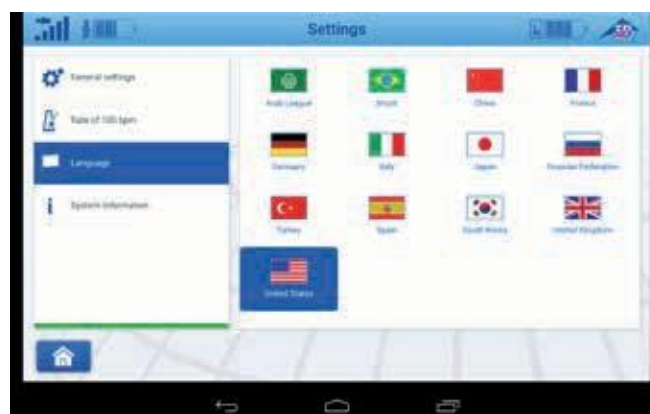 Settings
General settings
Rate of 100 bpm
Language
System information
Arab League
Brazil
China
France
Germany
Italy
Japan
Russian Federation
Turkey
Spain
South Korea
United Kingdom
United States